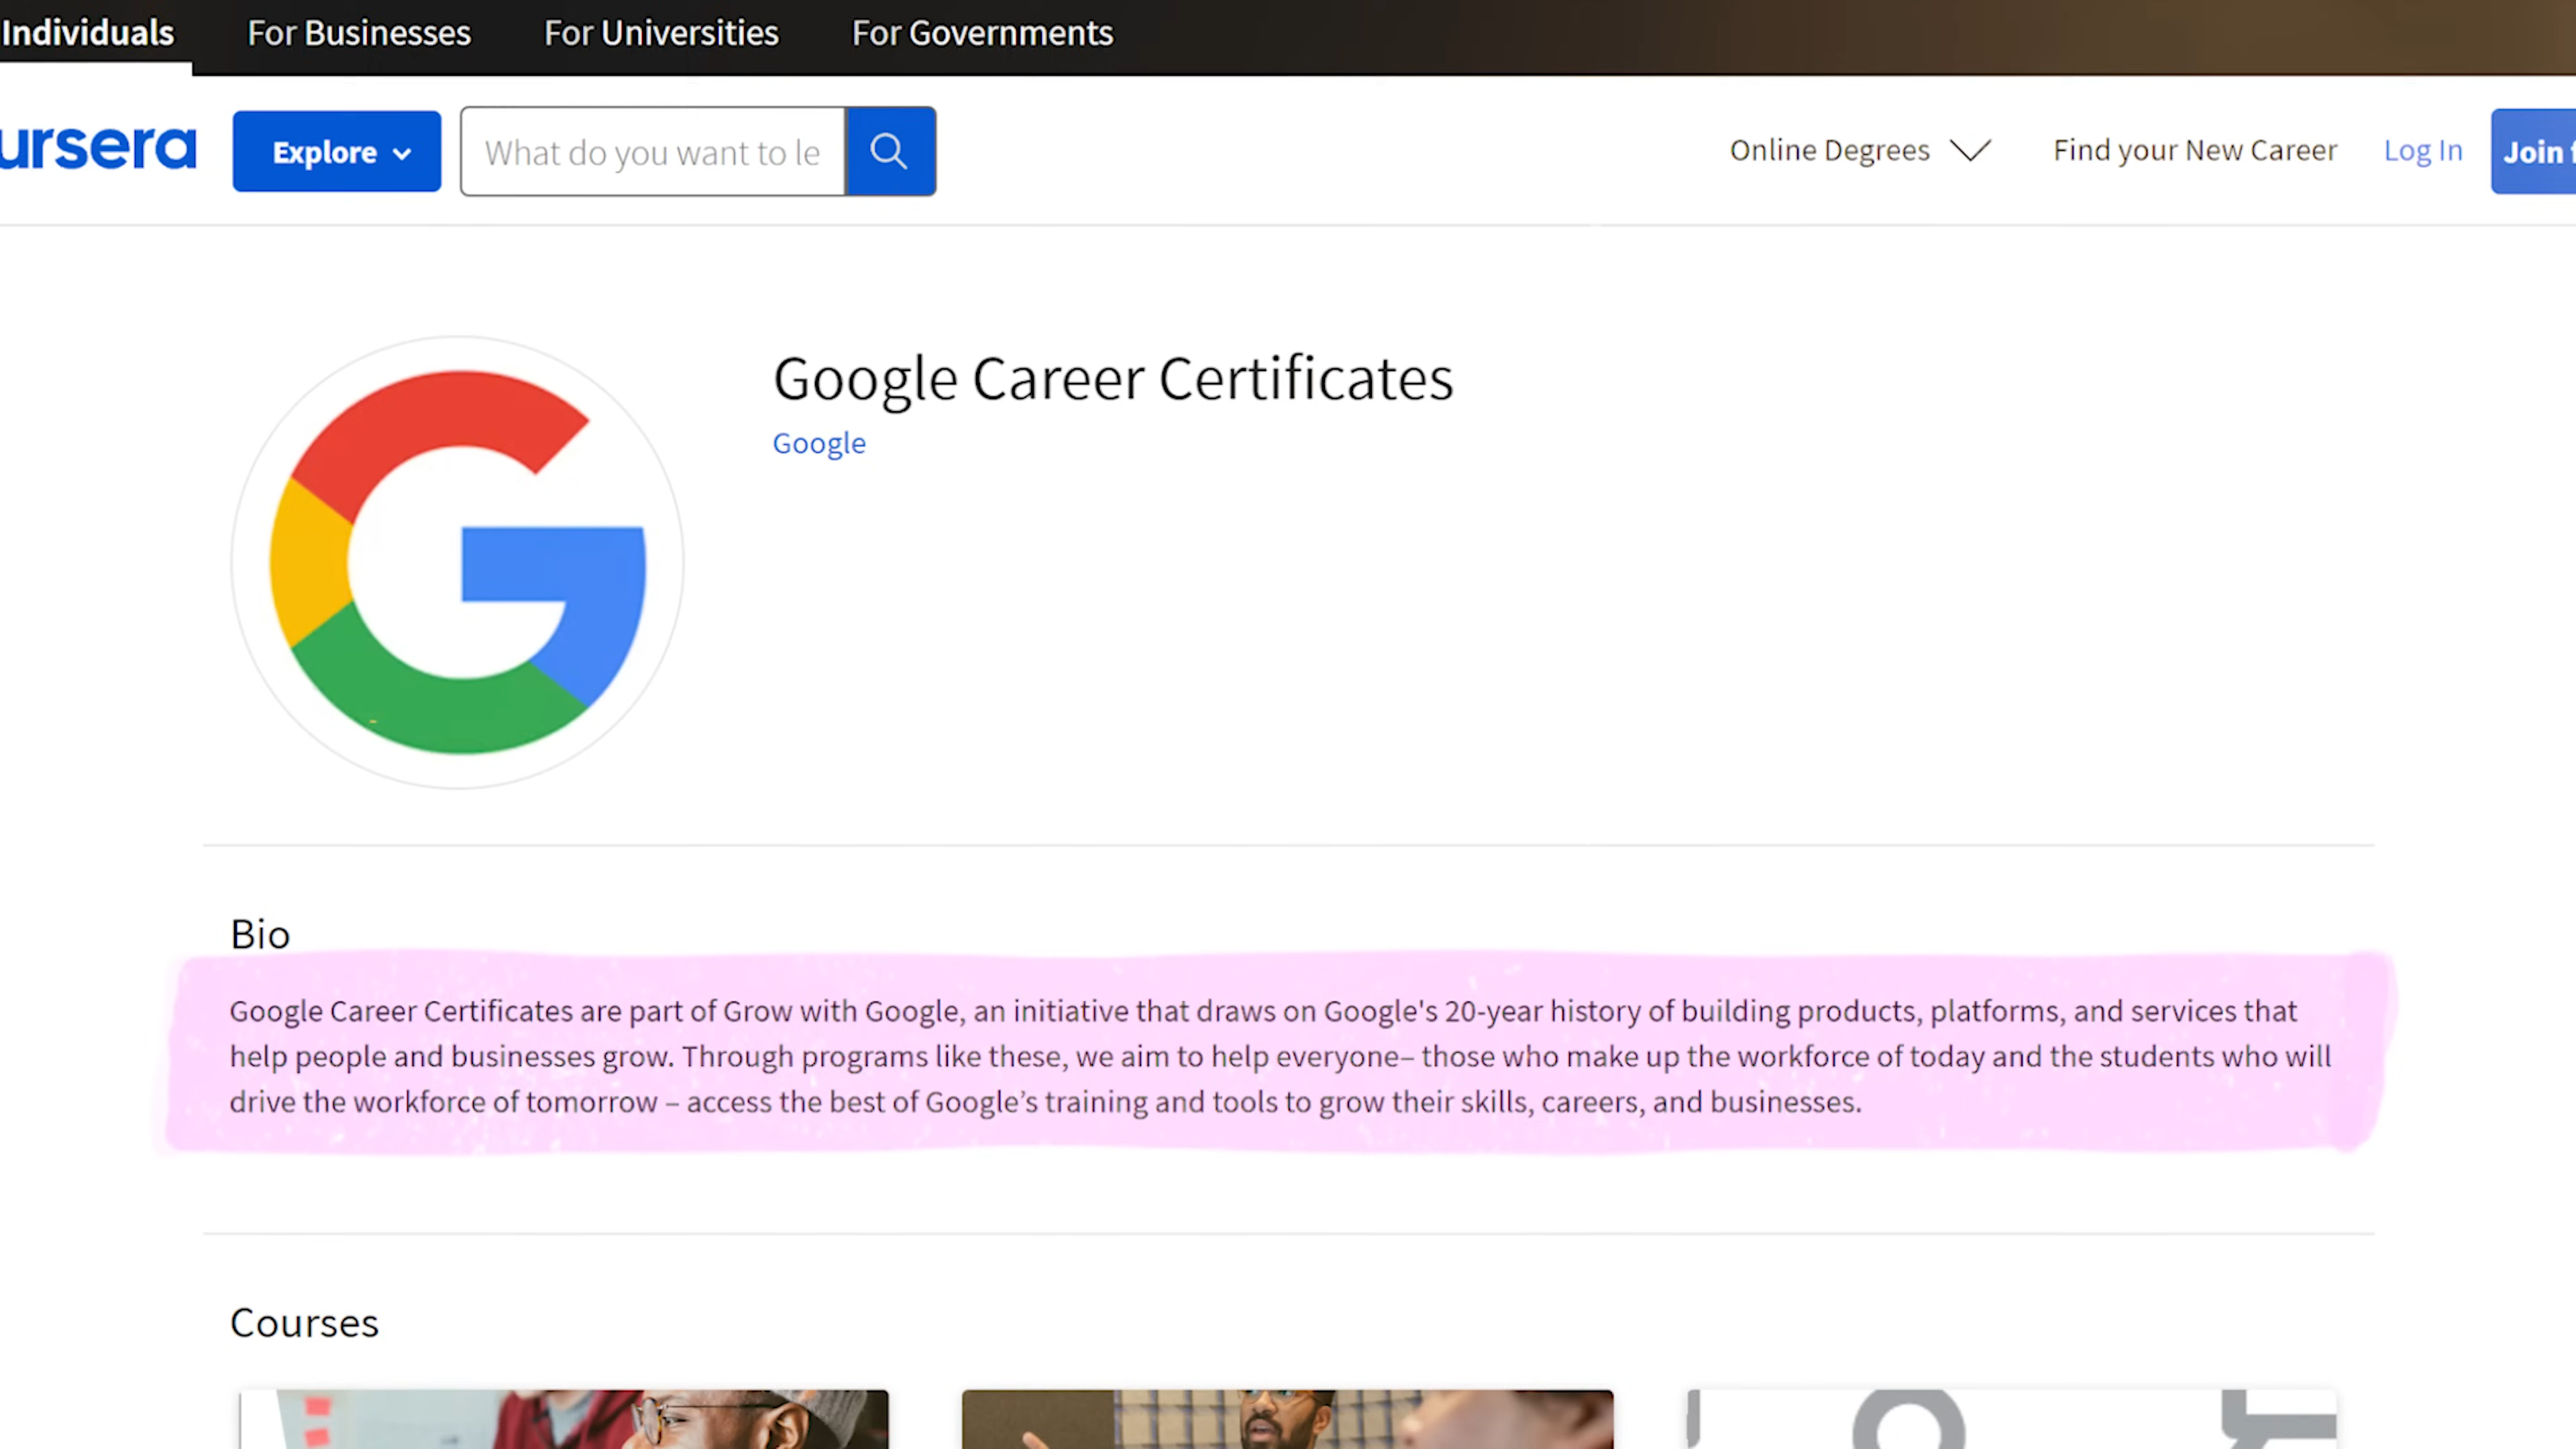 Individuals For Businesses For Universities For Governments
ursera Explore What do you want to le Online Degrees Find your New Career Log In Join
Google Career Certificates
Google
Bio
Google Career Certificates are part of Grow with Google, an initiative that draws on Google's 20-year history of building products, platforms, and services that
help people and businesses grow. Through programs like these, we aim to help everyone– those who make up the workforce of today and the students who will
drive the workforce of tomorrow – access the best of Google’s training and tools to grow their skills, careers, and businesses.
Courses